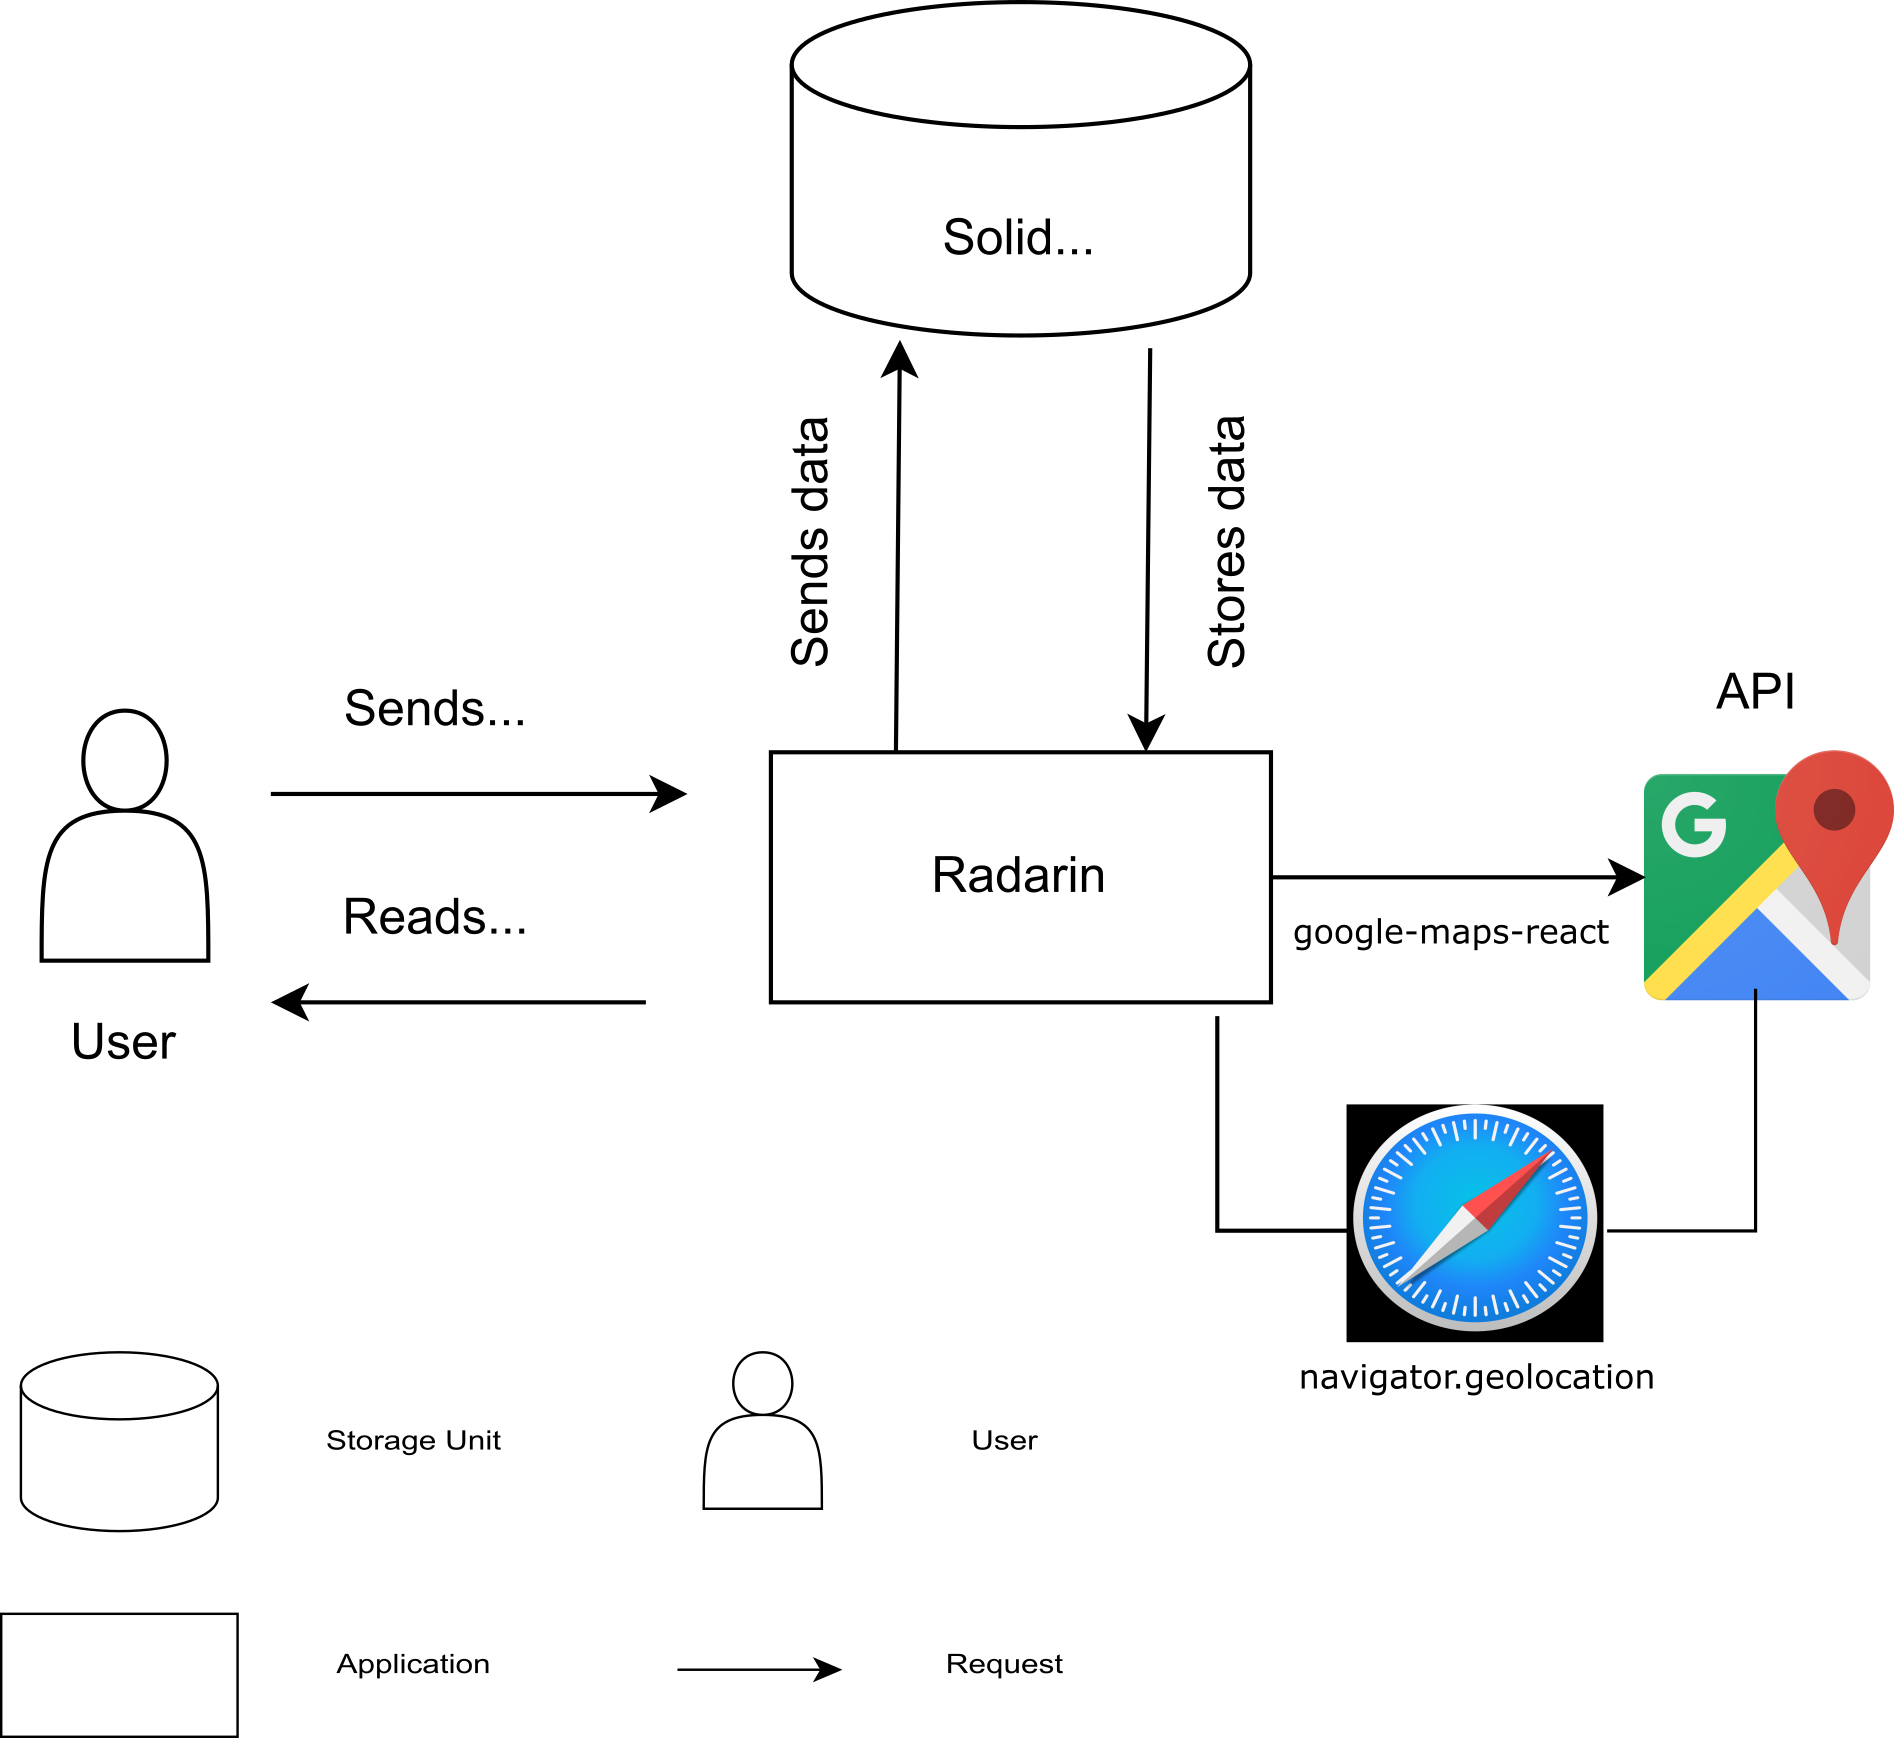 Solid...
Sends data
Stores data
Sends...
API
G
Radarin
Reads...
google-maps-react
User
navigator.geolocation
Storage Unit
User
Application
Request